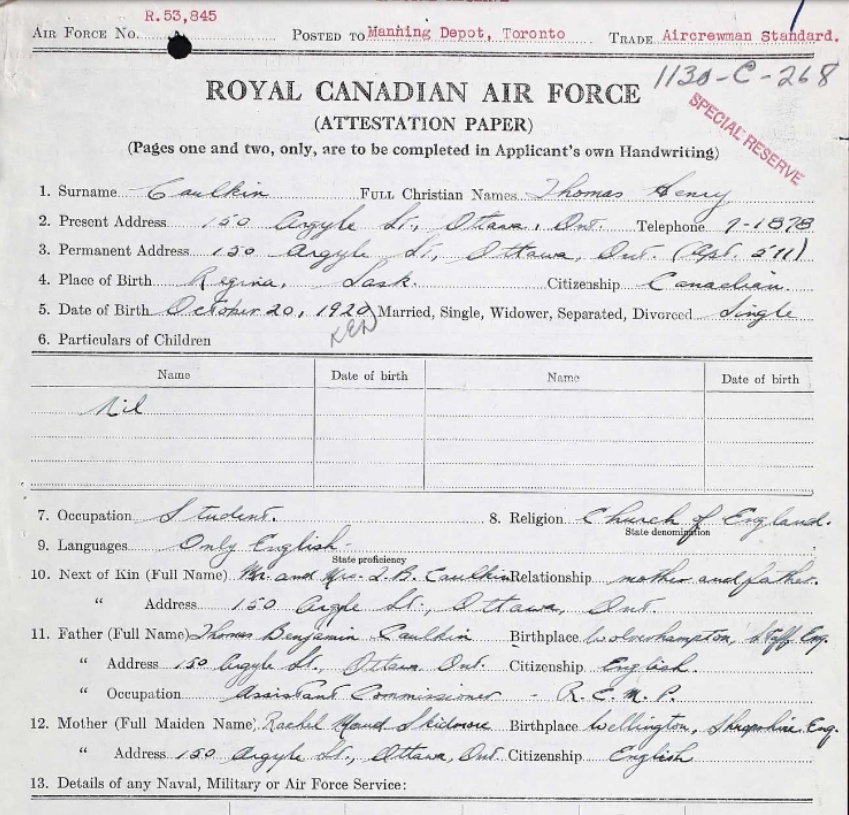 R.53,845
AIR FORCE No. POSTED TO Manning Depot, Toronto TRADE Aircrewman Standard.
1130-C-268
ROYAL CANADIAN AIR FORCE
SPECIAL RESERVE
(ATTESTATION PAPER)
(Pages one and two, only, are to be completed in Applicant's own Handwriting)
1. Surname Caulkin FULL Christian Names Thomas Henry
2. Present Address 150 Argyle St., Ottawa, Ont. Telephone 7-1878
3. Permanent Address 150 Argyle St., Ottawa, Ont. (Apt. 511)
4. Place of Birth Regina, Sask. Citizenship Canadian.
5. Date of Birth October 20, 1920 Married, Single, Widower, Separated, Divorced Single
6. Particulars of Children
Name Date of birth Name Date of birth
Nil
7. Occupation Student. 8. Religion Church of England.
State denomination
9. Languages Only English.
State proficiency
10. Next of Kin (Full Name) Mr. and Mrs. T.B. Caulkin Relationship mother and father.
" Address 150 Argyle St., Ottawa, Ont.
11. Father (Full Name) Thomas Benjamin Caulkin Birthplace Wolverhampton, Staff Eng.
" Address 150 Argyle St., Ottawa, Ont. Citizenship English.
" Occupation Assistant Commissioner - R.C.M.P.
12. Mother (Full Maiden Name) Rachel Maud Skidmore Birthplace Wellington, Shropshire Eng.
" Address 150 Argyle St., Ottawa, Ont. Citizenship English
13. Details of any Naval, Military or Air Force Service: